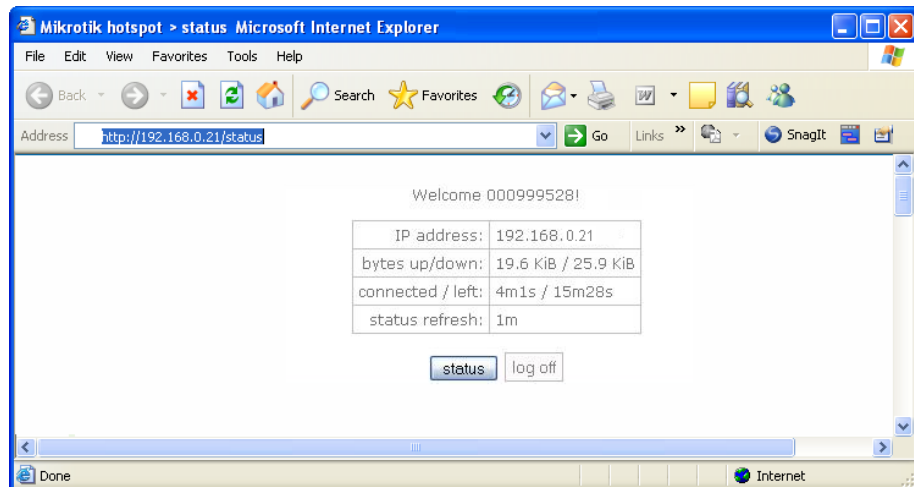 Mikrotik hotspot > status Microsoft Internet Explorer
File Edit View Favorites Tools Help
Back Search Favorites
Address http://192.168.0.21/status Go Links » SnagIt
Welcome 000999528!
IP address: 192.168.0.21
bytes up/down: 19.6 KiB / 25.9 KiB
connected / left: 4m1s / 15m28s
status refresh: 1m
status log off
Done Internet